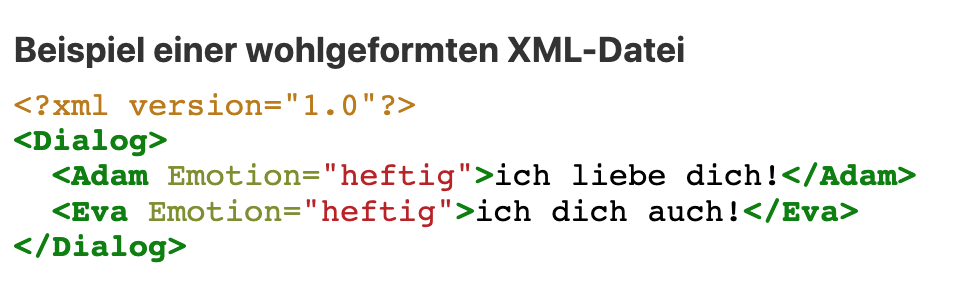 Beispiel einer wohlgeformten XML-Datei
<?xml version="1.0"?>
<Dialog>
  <Adam Emotion="heftig">ich liebe dich!</Adam>
  <Eva Emotion="heftig">ich dich auch!</Eva>
</Dialog>